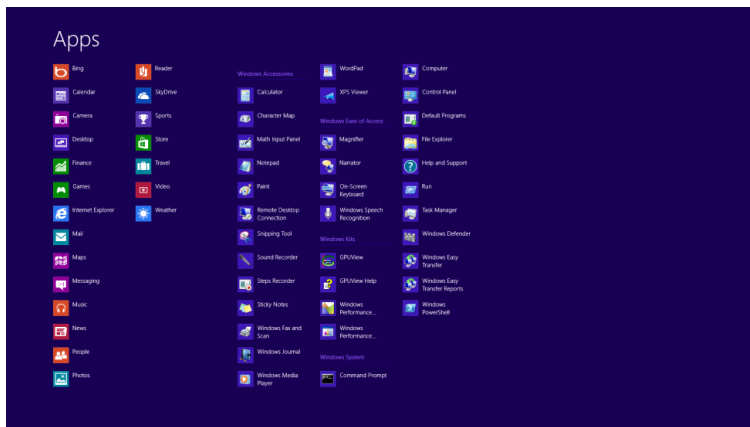 Apps
Bing
Calendar
Camera
Desktop
Finance
Games
Internet Explorer
Mail
Maps
Messaging
Music
News
People
Photos
Reader
SkyDrive
Sports
Store
Travel
Video
Weather
Windows Accessories
Calculator
Character Map
Math Input Panel
Notepad
Paint
Remote Desktop
Connection
Snipping Tool
Sound Recorder
Steps Recorder
Sticky Notes
Windows Fax and
Scan
Windows Journal
Windows Media
Player
WordPad
XPS Viewer
Windows Ease of Access
Magnifier
Narrator
On-Screen
Keyboard
Windows Speech
Recognition
Windows Kits
GPUView
GPUView Help
Windows
Performance...
Windows
Performance...
Windows System
Command Prompt
Computer
Control Panel
Default Programs
File Explorer
Help and Support
Run
Task Manager
Windows Defender
Windows Easy
Transfer
Windows Easy
Transfer Reports
Windows
PowerShell